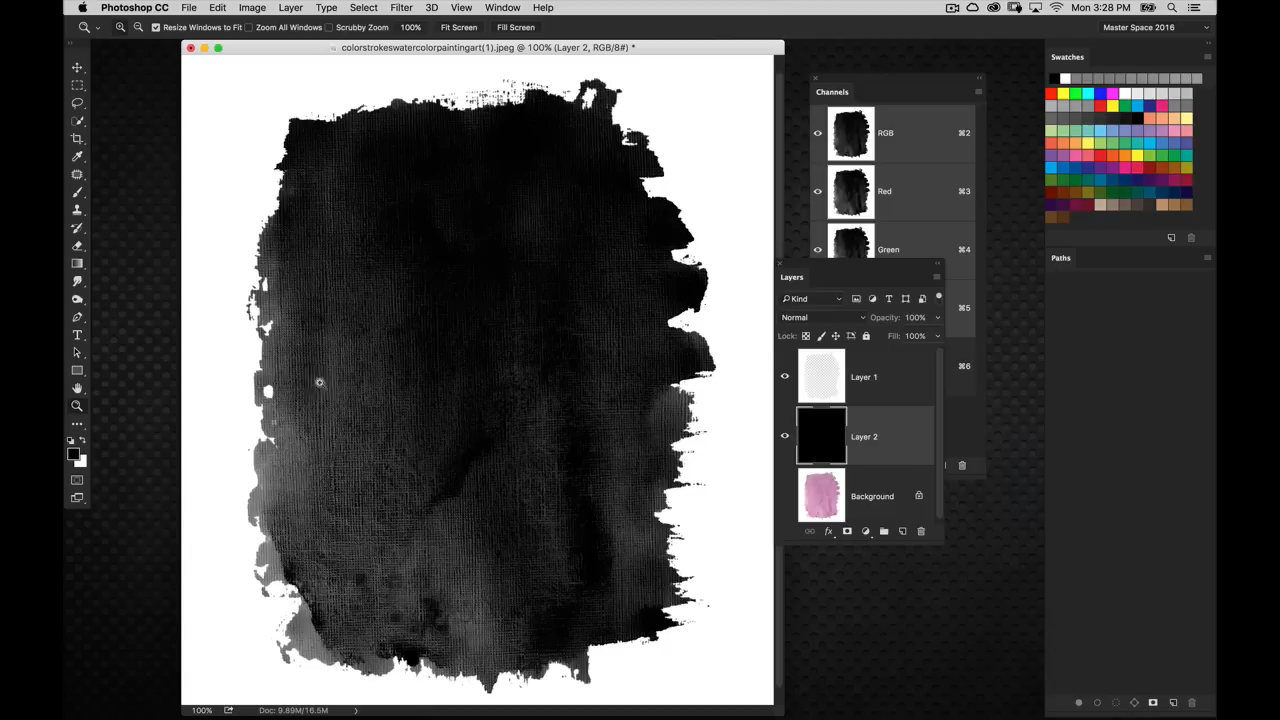 Photoshop CC File Edit Image Layer Type Select Filter 3D View Window Help Mon 3:28 PM
Resize Windows to Fit Zoom All Windows Scrubby Zoom 100% Fit Screen Fill Screen Master Space 2016
colorstrokeswatercolorpaintingart(1).jpeg @ 100% (Layer 2, RGB/8#) *
Swatches
Channels
RGB ⌘2
Red ⌘3
Green ⌘4
Paths
Layers
Kind
⌘5
Normal Opacity: 100%
Lock: Fill: 100%
⌘6
Layer 1
Layer 2
Background
fx
100% Doc: 9.89M/16.5M